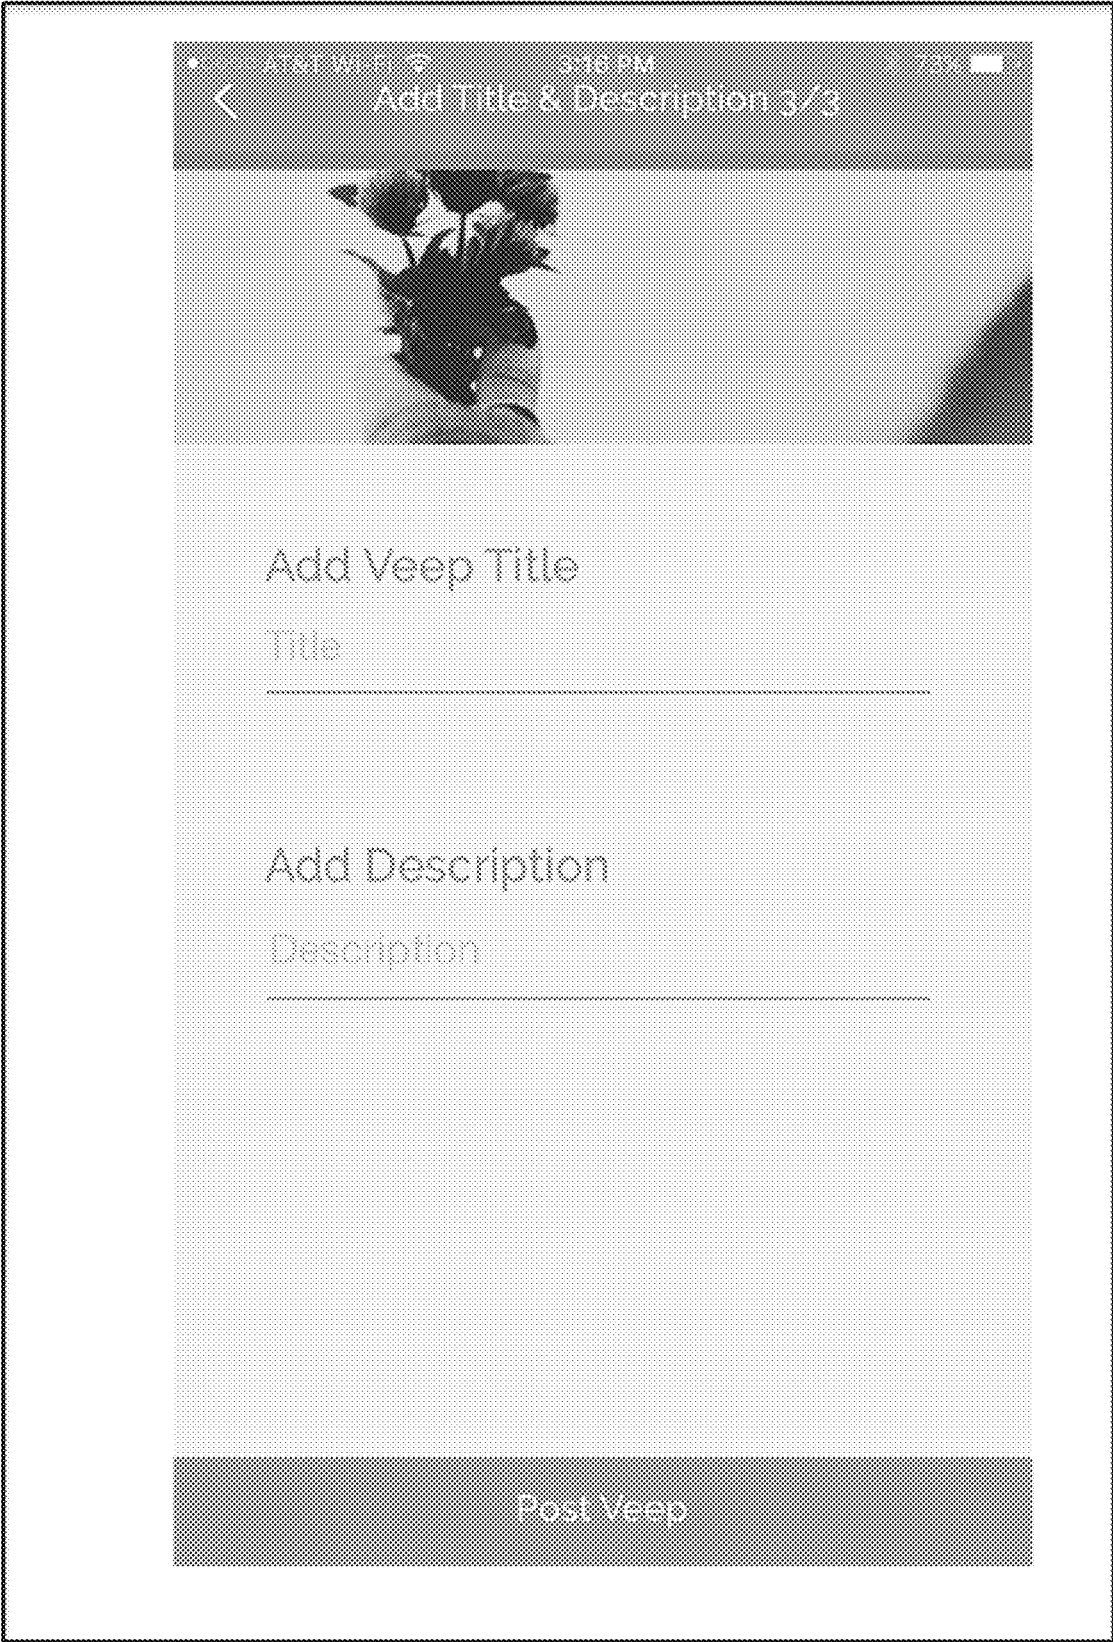 AT&T Wi-Fi 3:16 PM 73%
Add Title & Description 3/3
Add Veep Title
Title
Add Description
Description
Post Veep